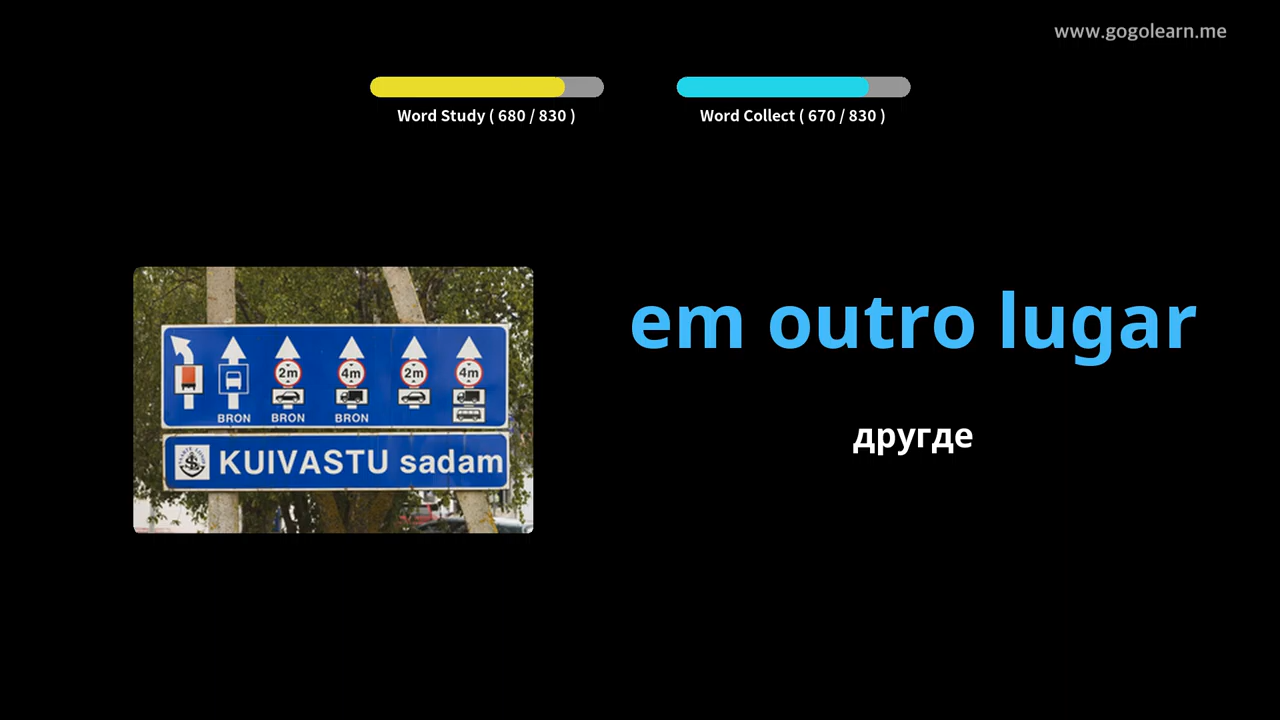 www.gogolearn.me
Word Study ( 680 / 830 )
Word Collect ( 670 / 830 )
em outro lugar
другде
2m 4m 2m 4m
BRON BRON BRON
KUIVASTU sadam